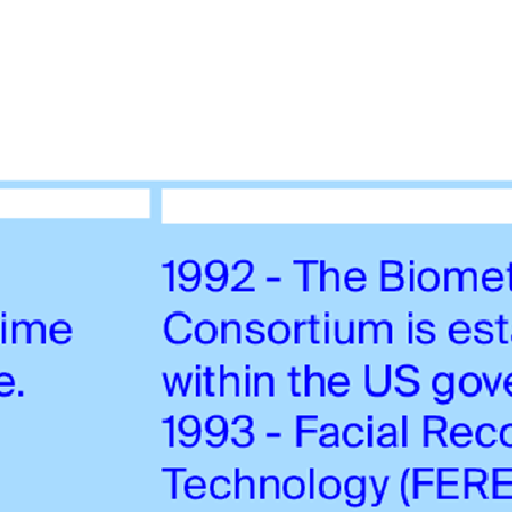 ime
e.
1992 - The Biomet
Consortium is esta
within the US gove
1993 - Facial Reco
Technology (FERE